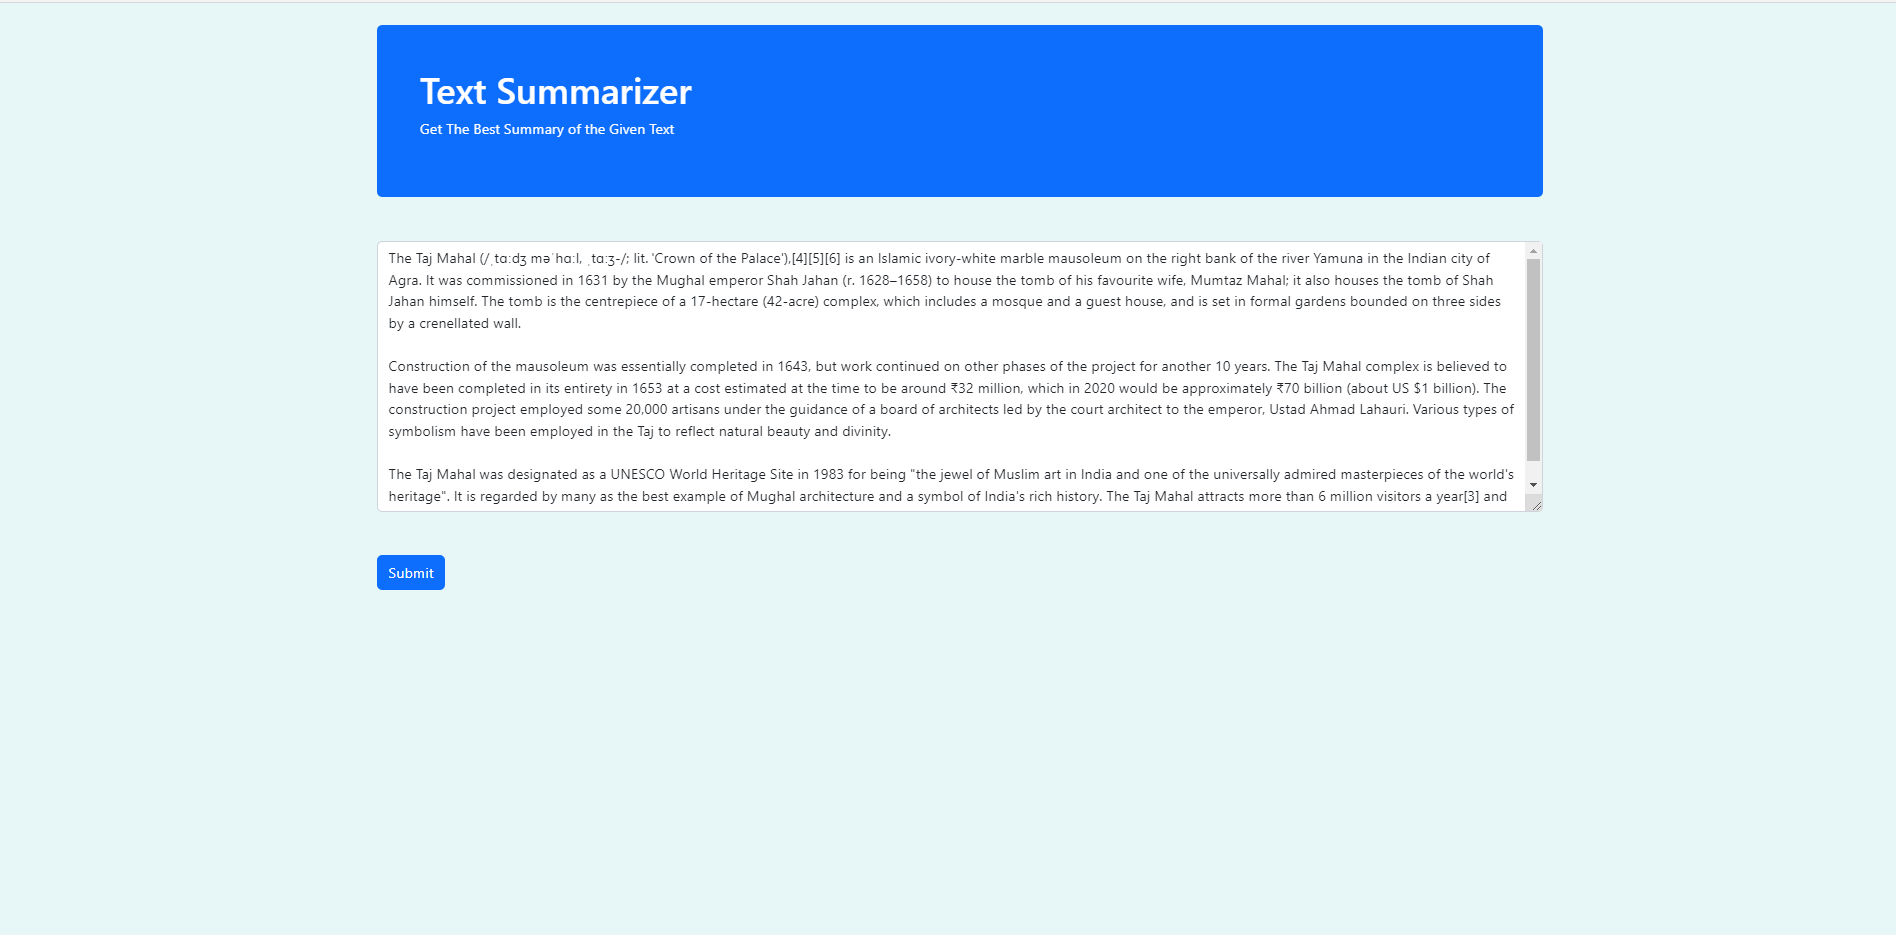 Text Summarizer
Get The Best Summary of the Given Text
The Taj Mahal (/ˌtɑːdʒ məˈhɑːl, ˌtɑːʒ-/; lit. 'Crown of the Palace'),[4][5][6] is an Islamic ivory-white marble mausoleum on the right bank of the river Yamuna in the Indian city of
Agra. It was commissioned in 1631 by the Mughal emperor Shah Jahan (r. 1628–1658) to house the tomb of his favourite wife, Mumtaz Mahal; it also houses the tomb of Shah
Jahan himself. The tomb is the centrepiece of a 17-hectare (42-acre) complex, which includes a mosque and a guest house, and is set in formal gardens bounded on three sides
by a crenellated wall.
Construction of the mausoleum was essentially completed in 1643, but work continued on other phases of the project for another 10 years. The Taj Mahal complex is believed to
have been completed in its entirety in 1653 at a cost estimated at the time to be around ₹32 million, which in 2020 would be approximately ₹70 billion (about US $1 billion). The
construction project employed some 20,000 artisans under the guidance of a board of architects led by the court architect to the emperor, Ustad Ahmad Lahauri. Various types of
symbolism have been employed in the Taj to reflect natural beauty and divinity.
The Taj Mahal was designated as a UNESCO World Heritage Site in 1983 for being "the jewel of Muslim art in India and one of the universally admired masterpieces of the world's
heritage". It is regarded by many as the best example of Mughal architecture and a symbol of India's rich history. The Taj Mahal attracts more than 6 million visitors a year[3] and
Submit